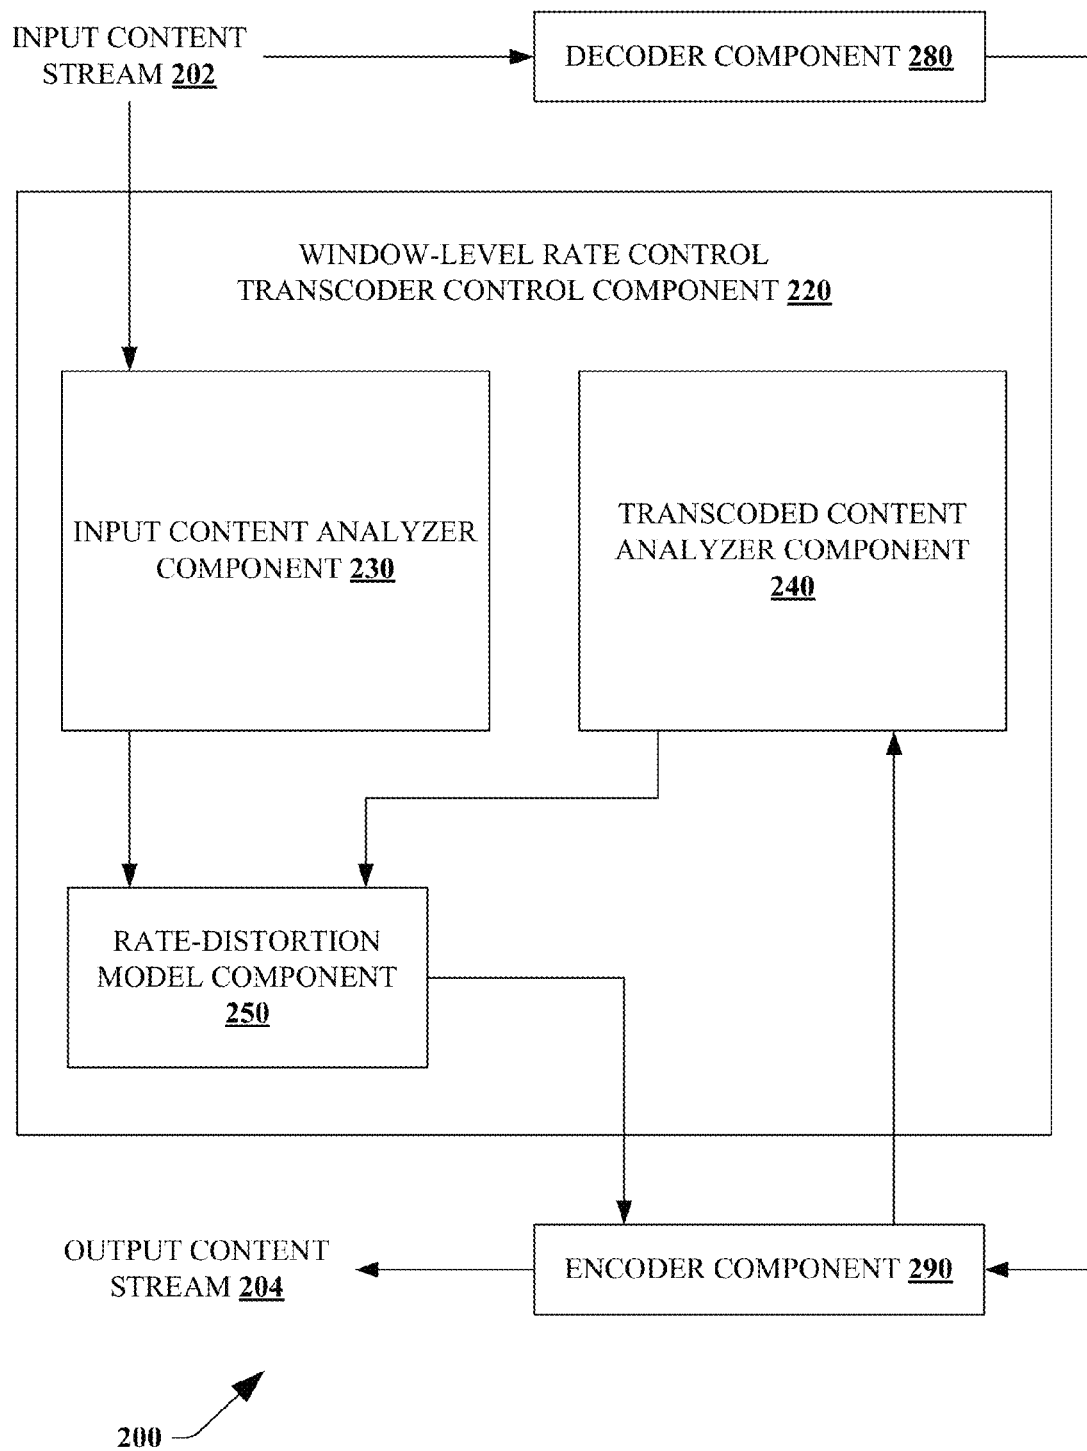 INPUT CONTENT
STREAM 202
DECODER COMPONENT 280
WINDOW-LEVEL RATE CONTROL
TRANSCODER CONTROL COMPONENT 220
INPUT CONTENT ANALYZER
COMPONENT 230
TRANSCODED CONTENT
ANALYZER COMPONENT
240
RATE-DISTORTION
MODEL COMPONENT
250
OUTPUT CONTENT
STREAM 204
ENCODER COMPONENT 290
200